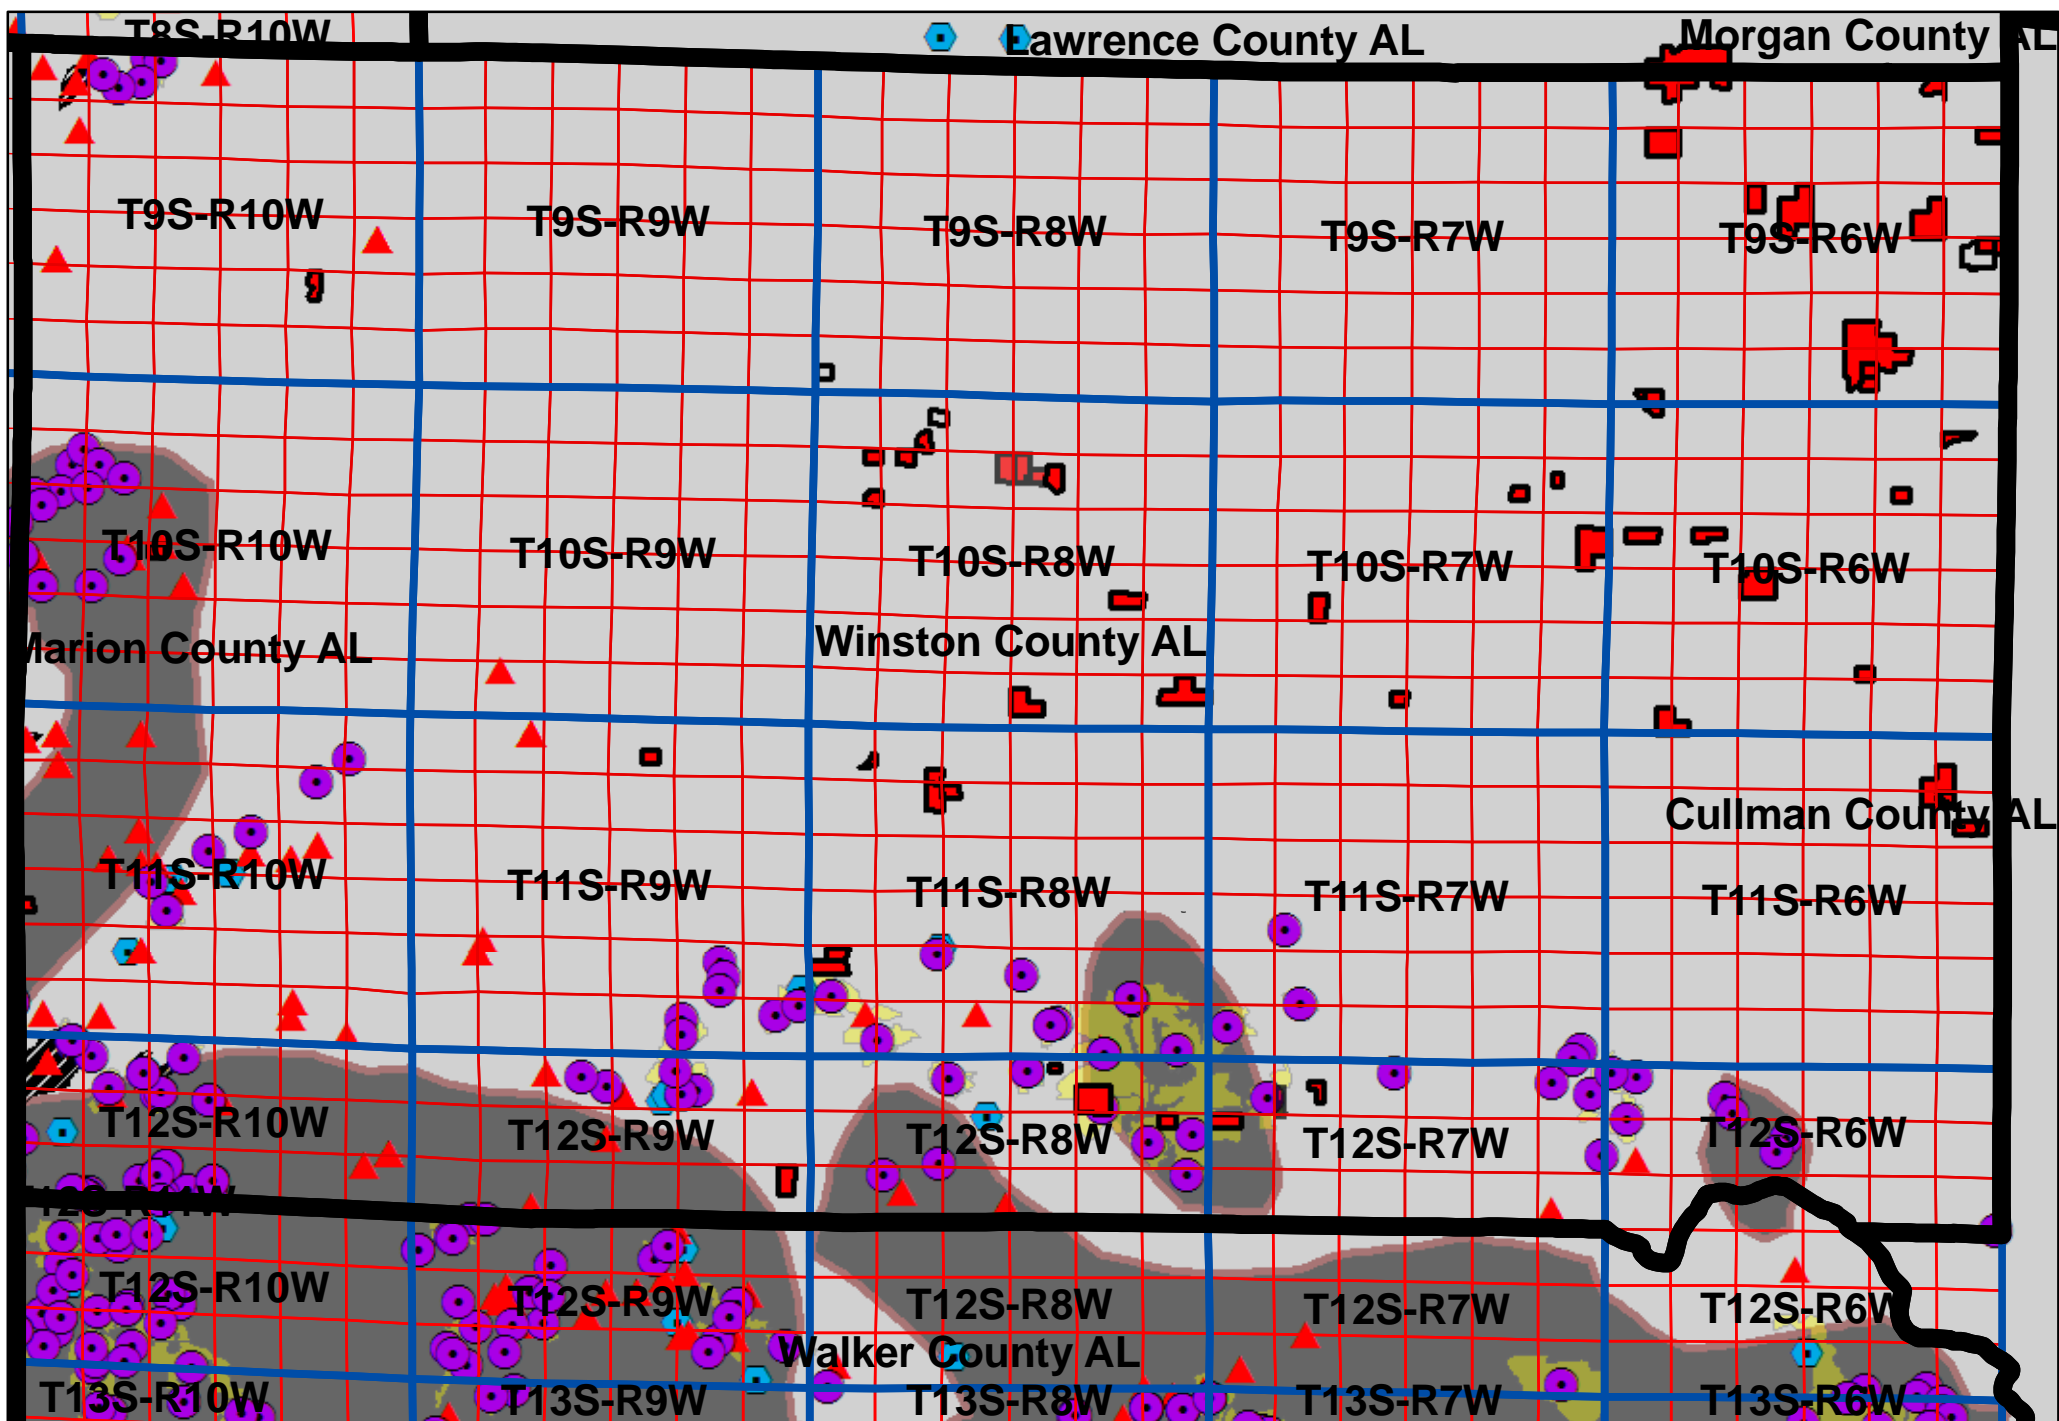 T8S-R10W
Lawrence County AL
Morgan County AL
T9S-R10W
T9S-R9W
T9S-R8W
T9S-R7W
T9S-R6W
T10S-R10W
T10S-R9W
T10S-R8W
T10S-R7W
T10S-R6W
Marion County AL
Winston County AL
Cullman County AL
T11S-R10W
T11S-R9W
T11S-R8W
T11S-R7W
T11S-R6W
T12S-R10W
T12S-R9W
T12S-R8W
T12S-R7W
T12S-R6W
T12S-R11W
T12S-R10W
T12S-R9W
T12S-R8W
T12S-R7W
T12S-R6W
Walker County AL
T13S-R10W
T13S-R9W
T13S-R8W
T13S-R7W
T13S-R6W